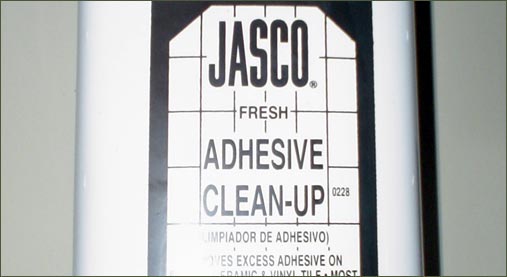 JASCO®
FRESH
ADHESIVE
CLEAN-UP 0228
LIMPIADOR DE ADHESIVO)
EXCESS ADHESIVE ON
& VINYL TILE • MOST